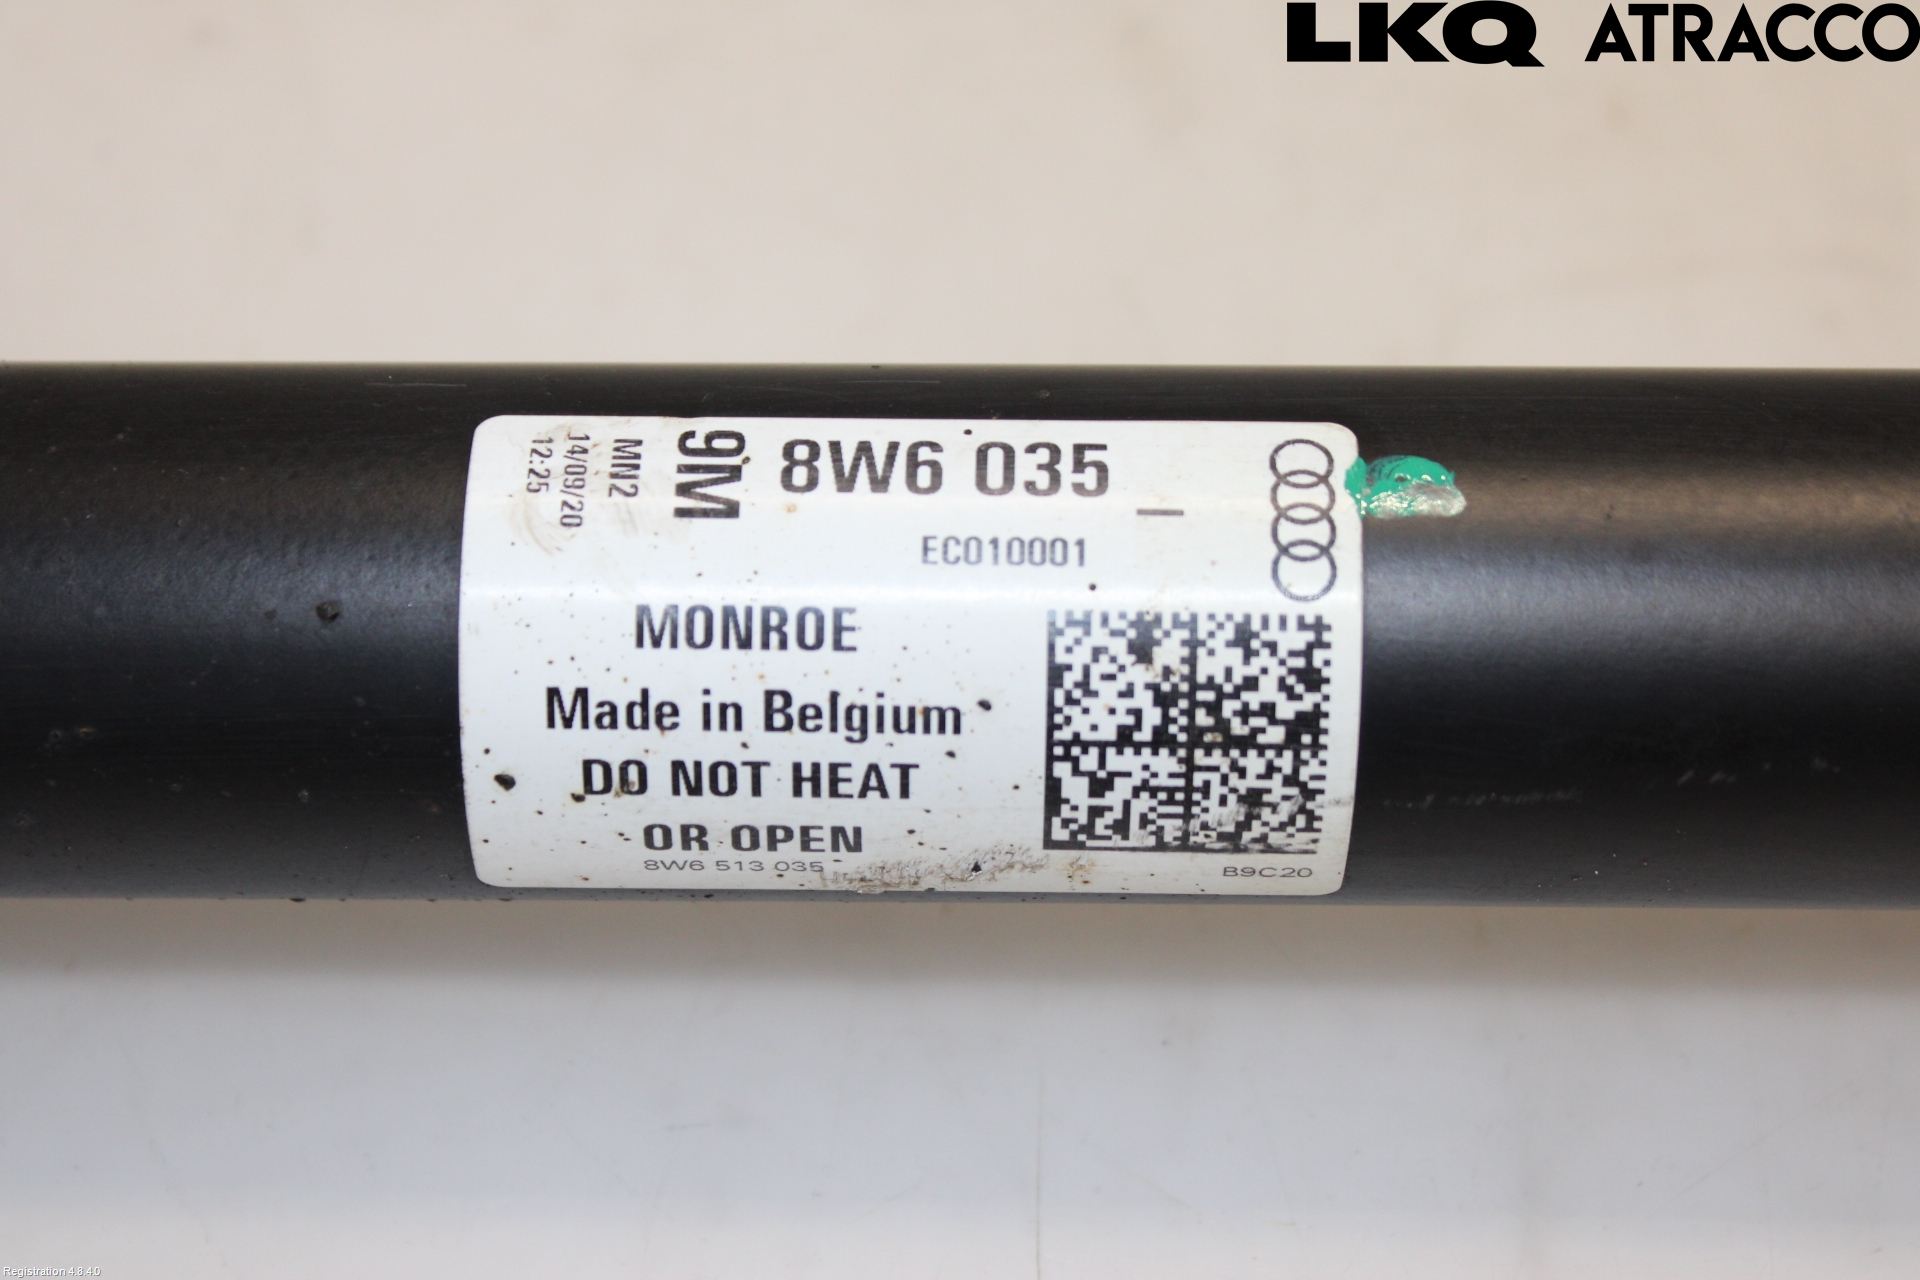 LKQ ATRACCO
8W6 035
9M
MN2
14/09/20
12:25
EC010001
MONROE
Made in Belgium
DO NOT HEAT
OR OPEN
8W6 513 035
B9C20
Registration 4.8.4.0